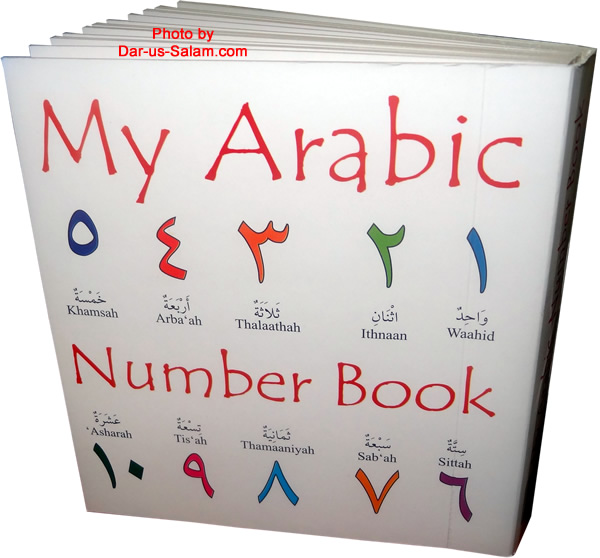 Photo by
Dar-us-Salam.com
My Arabic
١ ٢ ٣ ٤ ٥
وَاحِدٌ اثْنَانِ ثَلَاثَةٌ أَرْبَعَةٌ خَمْسَةٌ
Khamsah Arba‘ah Thalaathah Ithnaan Waahid
Number Book
سِتَّةٌ سَبْعَةٌ ثَمَانِيَةٌ تِسْعَةٌ عَشَرَةٌ
‘Asharah Tis‘ah Thamaaniyah Sab‘ah Sittah
٦ ٧ ٨ ٩ ١٠